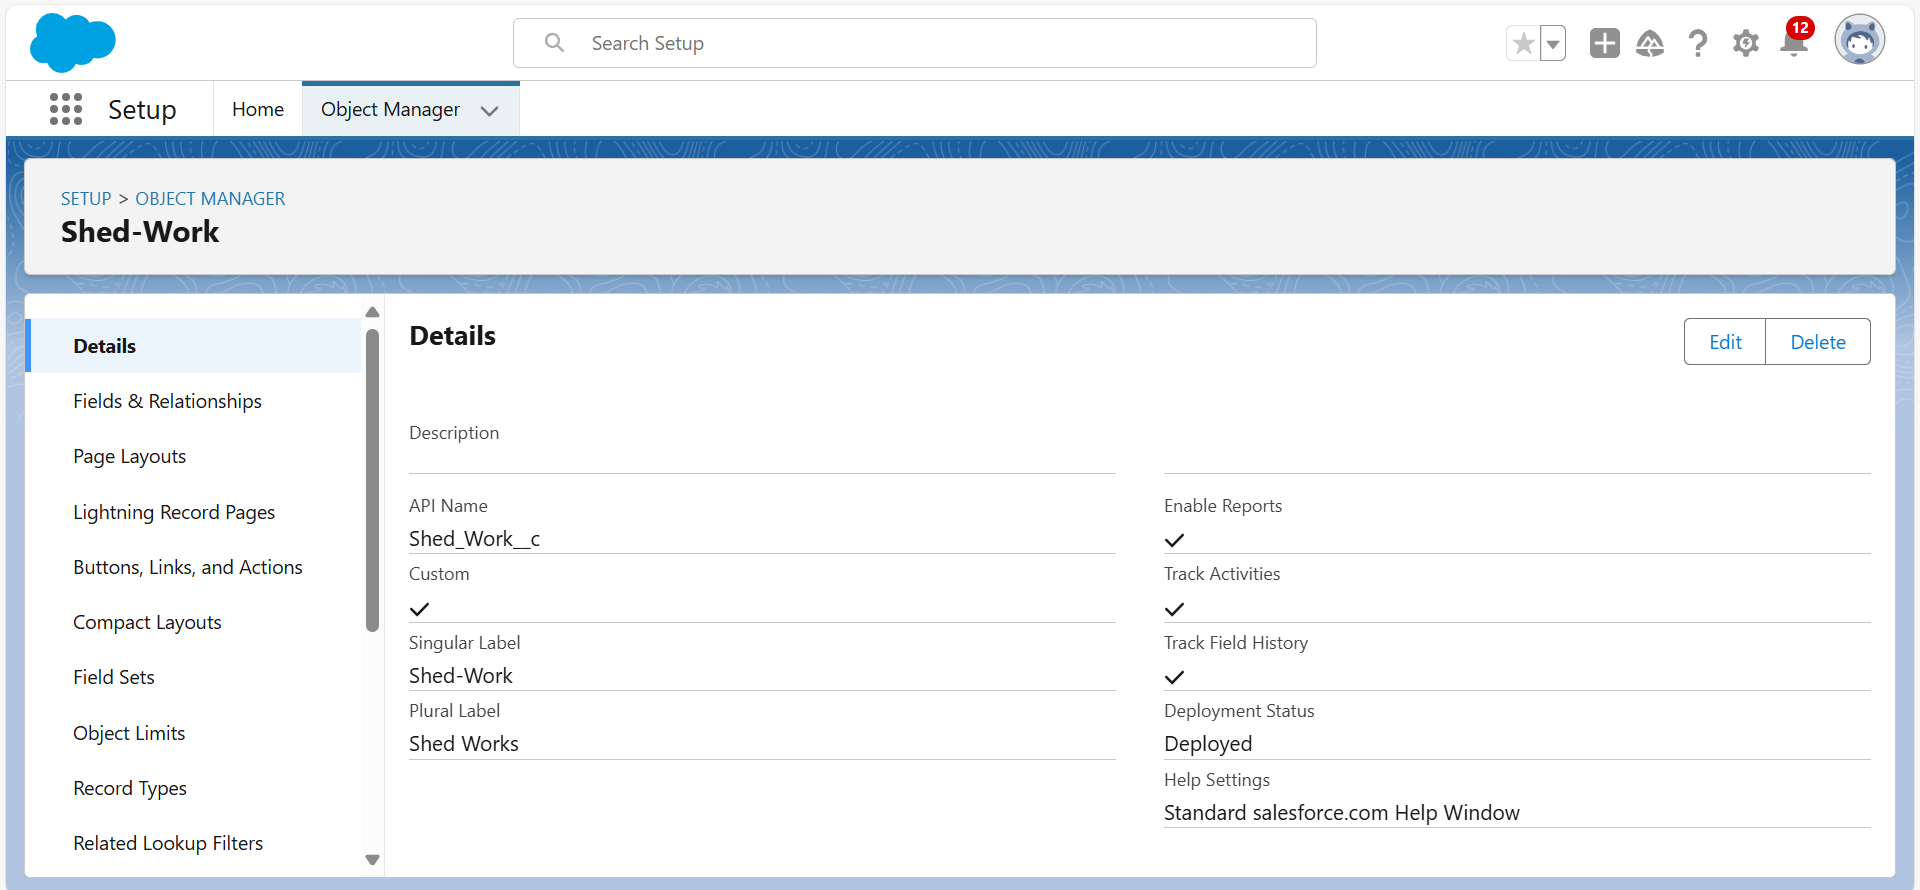 Search Setup
12
Setup
Home
Object Manager
SETUP > OBJECT MANAGER
Shed-Work
Details
Fields & Relationships
Page Layouts
Lightning Record Pages
Buttons, Links, and Actions
Compact Layouts
Field Sets
Object Limits
Record Types
Related Lookup Filters
Details
Edit
Delete
Description
API Name
Shed_Work__c
Custom
Singular Label
Shed-Work
Plural Label
Shed Works
Enable Reports
Track Activities
Track Field History
Deployment Status
Deployed
Help Settings
Standard salesforce.com Help Window